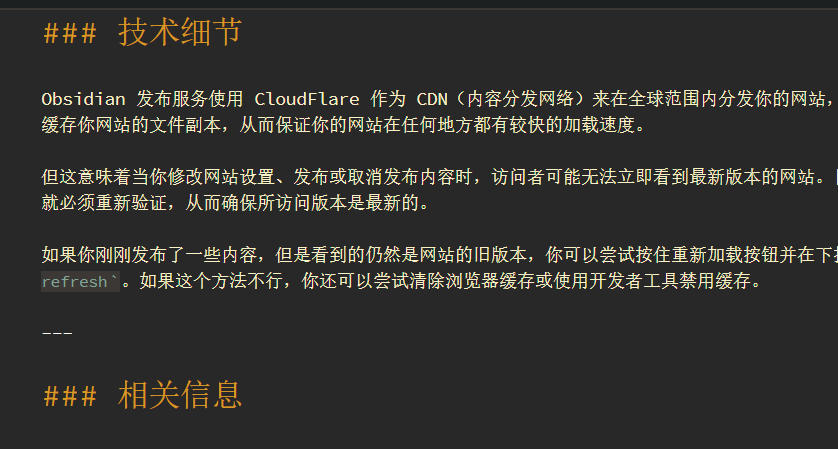 ### 技术细节
Obsidian 发布服务使用 CloudFlare 作为 CDN（内容分发网络）来在全球范围内分发你的网站，
缓存你网站的文件副本，从而保证你的网站在任何地方都有较快的加载速度。
但这意味着当你修改网站设置、发布或取消发布内容时，访问者可能无法立即看到最新版本的网站。
就必须重新验证，从而确保所访问版本是最新的。
如果你刚刚发布了一些内容，但是看到的仍然是网站的旧版本，你可以尝试按住重新加载按钮并在下
refresh`。如果这个方法不行，你还可以尝试清除浏览器缓存或使用开发者工具禁用缓存。
---
### 相关信息